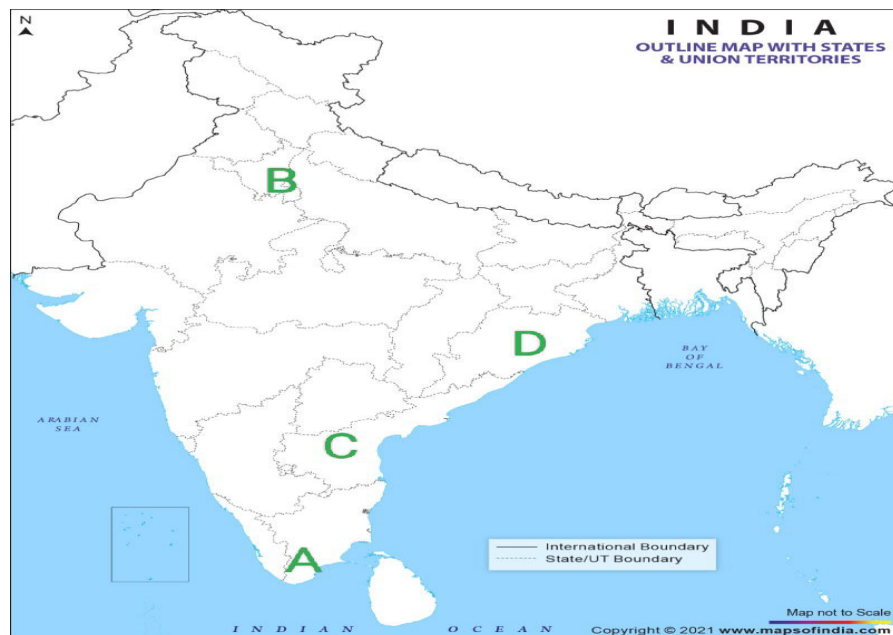 N
INDIA
OUTLINE MAP WITH STATES
& UNION TERRITORIES
B
D
BAY
OF
BENGAL
ARABIAN
SEA
C
A
International Boundary
State/UT Boundary
Map not to Scale
INDIAN OCEAN
Copyright © 2021 www.mapsofindia.com